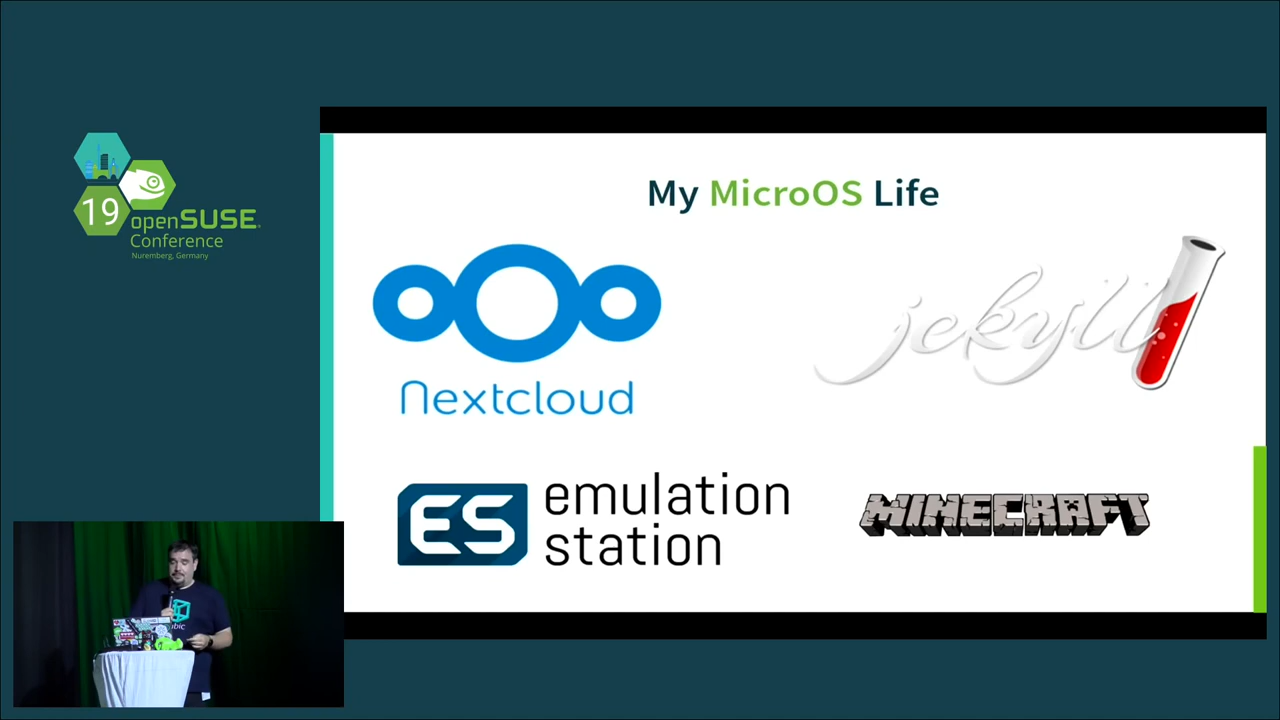 My MicroOS Life
19
openSUSE
Conference
Nuremberg, Germany
Nextcloud
jekyll
ES emulation
station
MINECRAFT